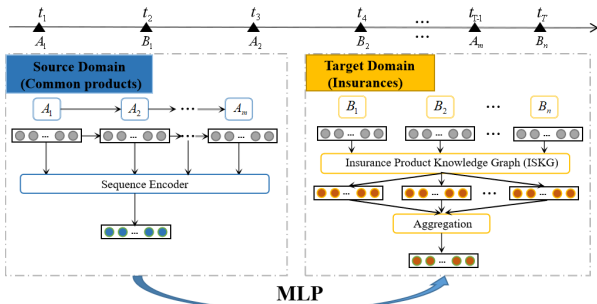 t1 t2 t3 t4 ... tT-1 tT
A1 B1 A2 B2 ... Am Bn
Source Domain
(Common products)
A1 A2 ... Am
... ... ... ...
Sequence Encoder
...
Target Domain
(Insurances)
B1 B2 ... Bn
... ... ... ...
Insurance Product Knowledge Graph (ISKG)
... ... ... ...
Aggregation
...
MLP